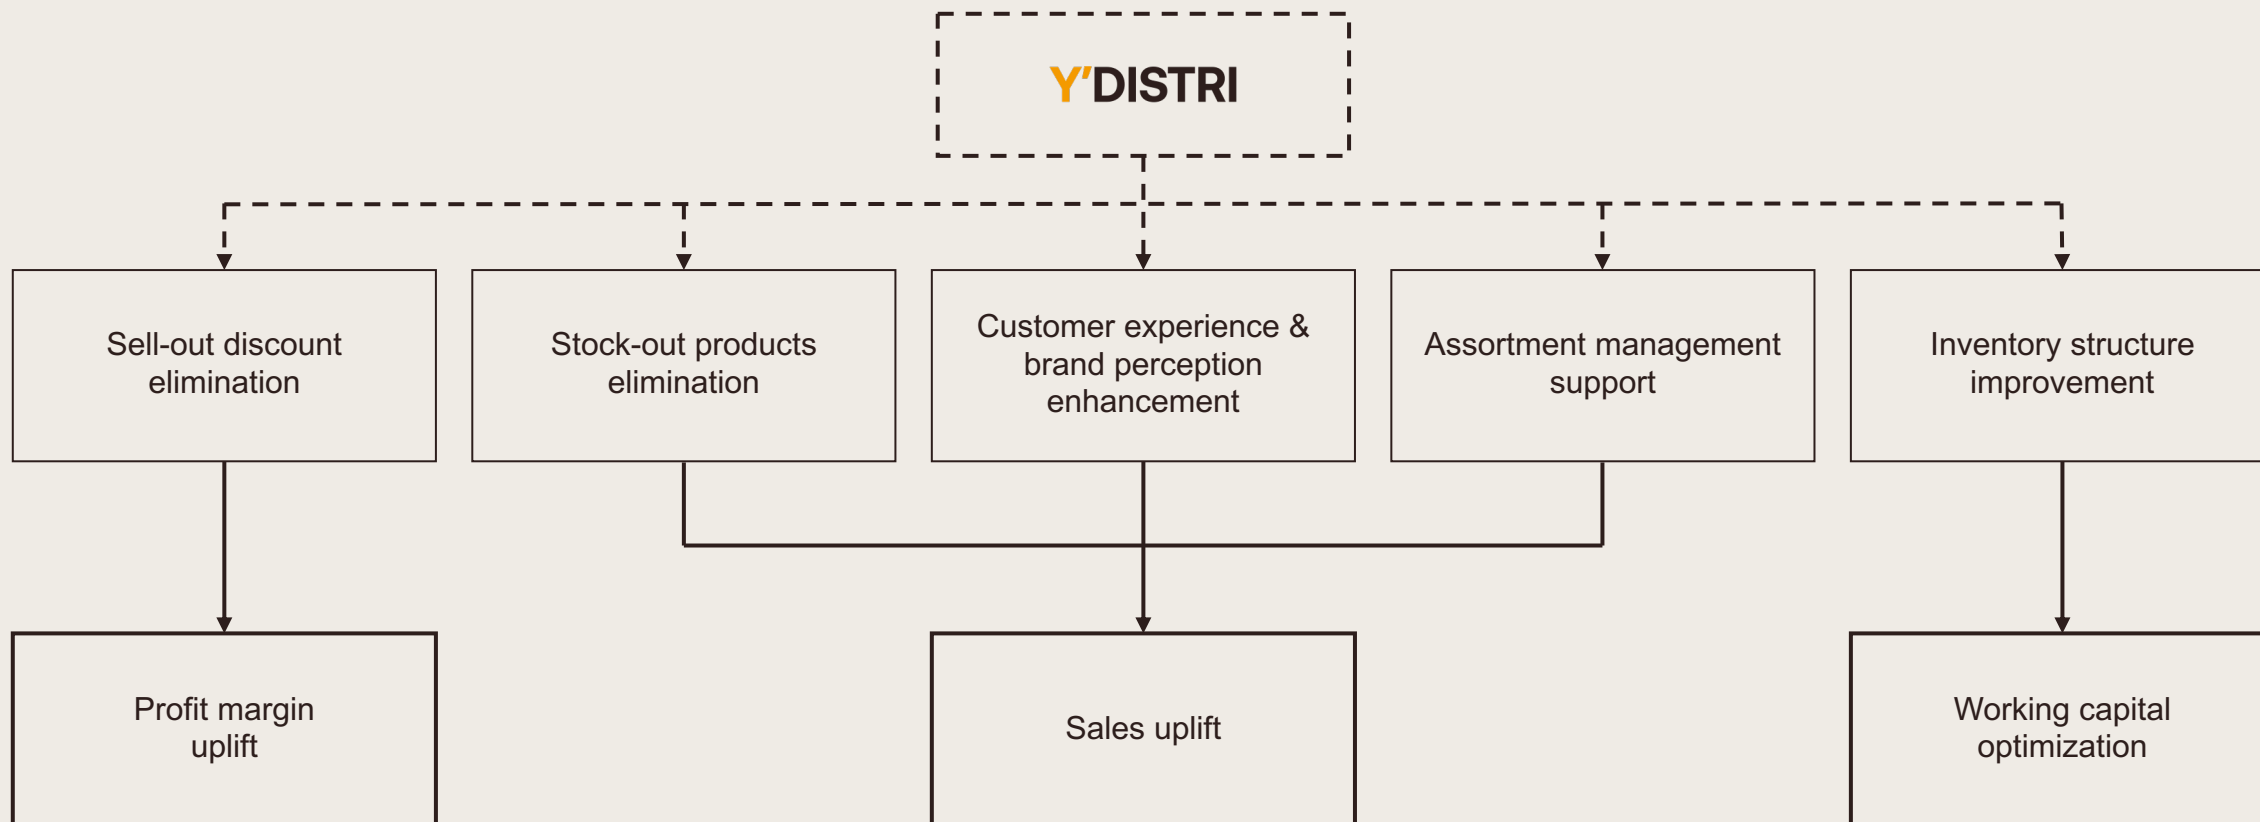 Y’DISTRI
Sell-out discount
elimination
Stock-out products
elimination
Customer experience &
brand perception
enhancement
Assortment management
support
Inventory structure
improvement
Profit margin
uplift
Sales uplift
Working capital
optimization